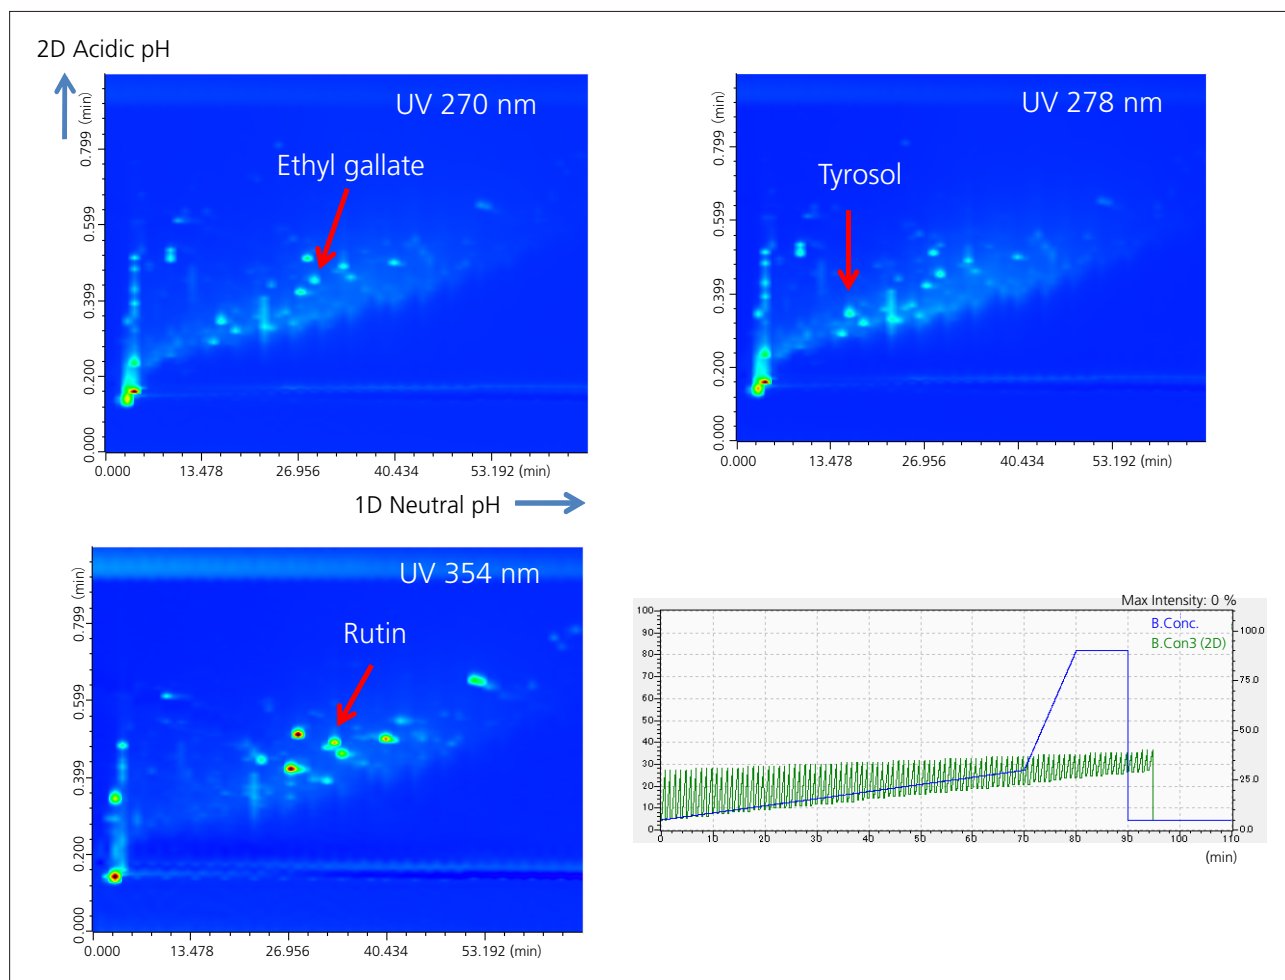 2D Acidic pH
UV 270 nm
Ethyl gallate
(min)
0.799
0.599
0.399
0.200
0.000
0.000 13.478 26.956 40.434 53.192 (min)
UV 278 nm
Tyrosol
(min)
0.799
0.599
0.399
0.200
0.000
0.000 13.478 26.956 40.434 53.192 (min)
1D Neutral pH
UV 354 nm
Rutin
(min)
0.799
0.599
0.399
0.200
0.000
0.000 13.478 26.956 40.434 53.192 (min)
Max Intensity: 0 %
B.Conc.
B.Con3 (2D)
100
90
80
70
60
50
40
30
20
10
0
100.0
75.0
50.0
25.0
0.0
0 10 20 30 40 50 60 70 80 90 100 110
(min)